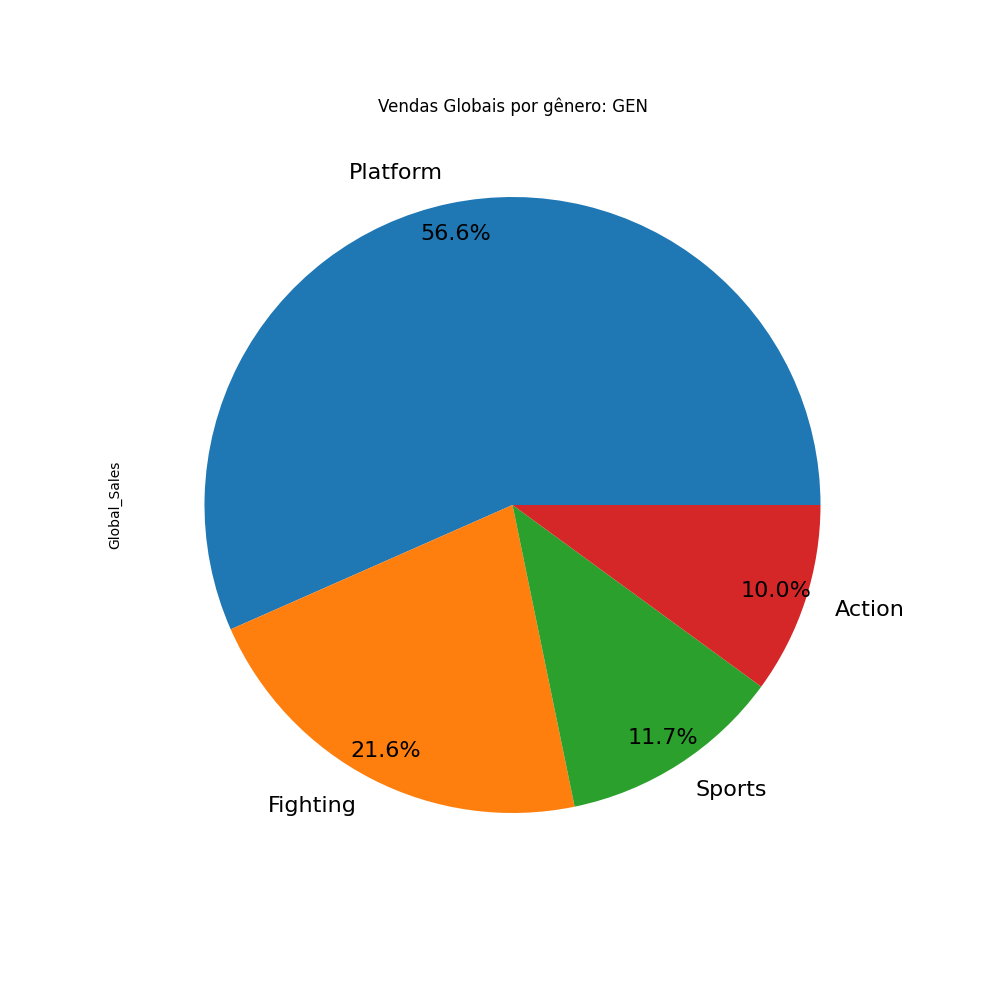 Vendas Globais por gênero: GEN
Platform
56.6%
Global_Sales
10.0%
Action
11.7%
21.6%
Sports
Fighting